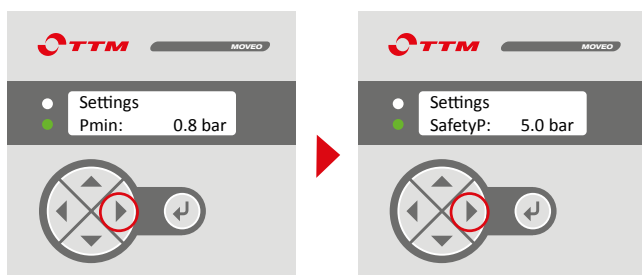 TTM
MOVEO
Settings
Pmin: 0.8 bar
TTM
MOVEO
Settings
SafetyP: 5.0 bar